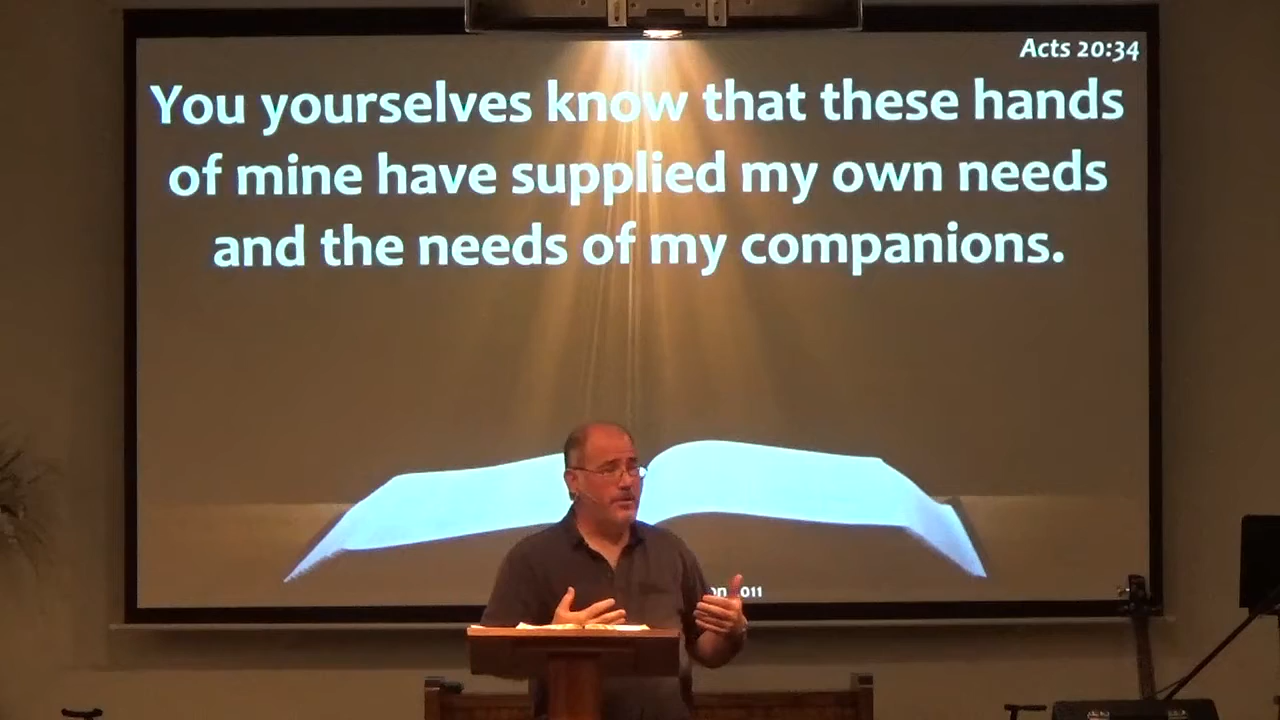 Acts 20:34
You yourselves know that these hands
of mine have supplied my own needs
and the needs of my companions.
011